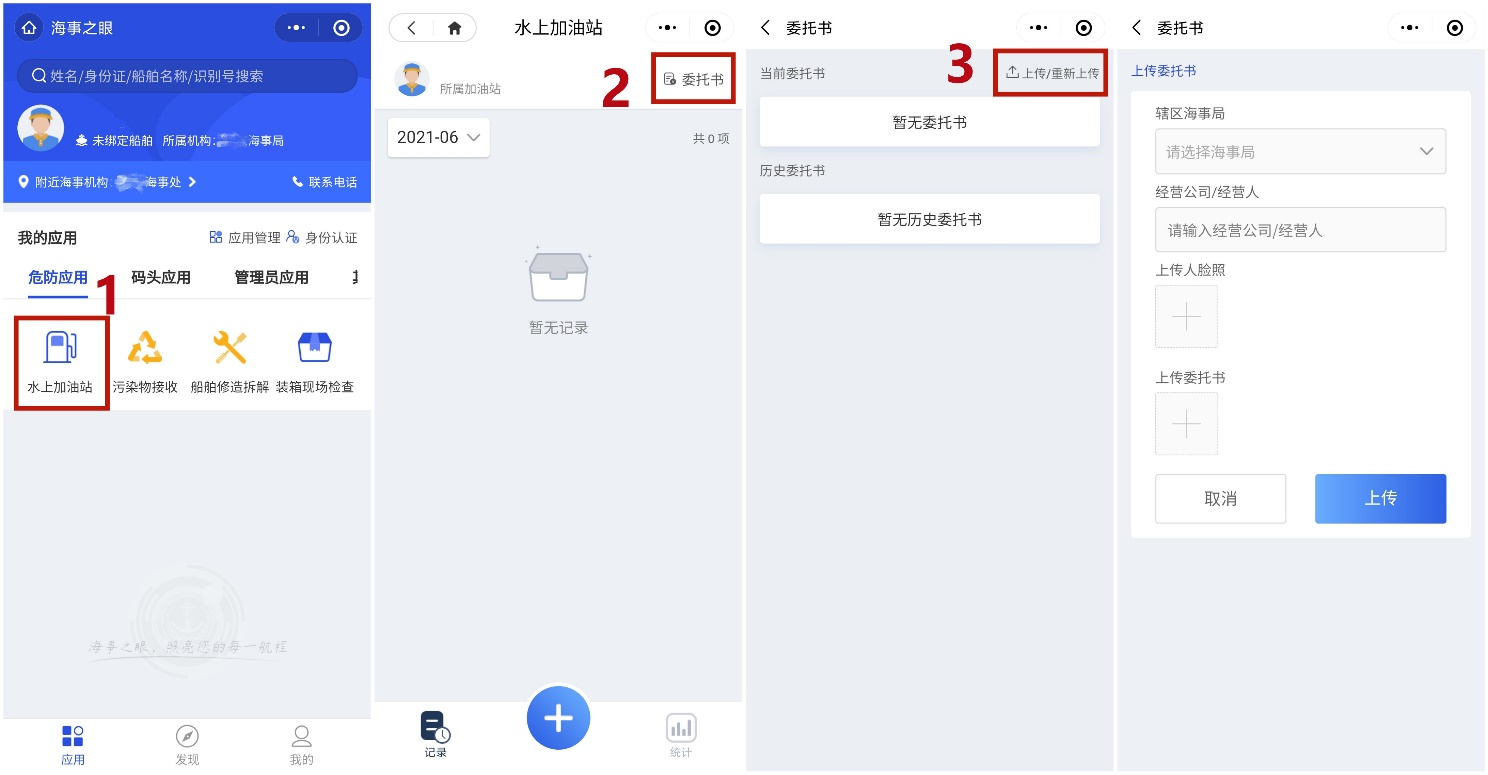 海事之眼
姓名/身份证/船舶名称/识别号搜索
未绑定船舶 所属机构: 海事局
附近海事机构: 海事处
联系电话
我的应用
应用管理
身份认证
危防应用
码头应用
管理员应用
1
水上加油站
污染物接收
船舶修造拆解
装箱现场检查
海事之眼，照亮您的每一航程
应用
发现
我的
水上加油站
所属加油站
2
委托书
2021-06
共 0 项
暂无记录
记录
统计
委托书
当前委托书
3
上传/重新上传
暂无委托书
历史委托书
暂无历史委托书
委托书
上传委托书
辖区海事局
请选择海事局
经营公司/经营人
请输入经营公司/经营人
上传人脸照
上传委托书
取消
上传